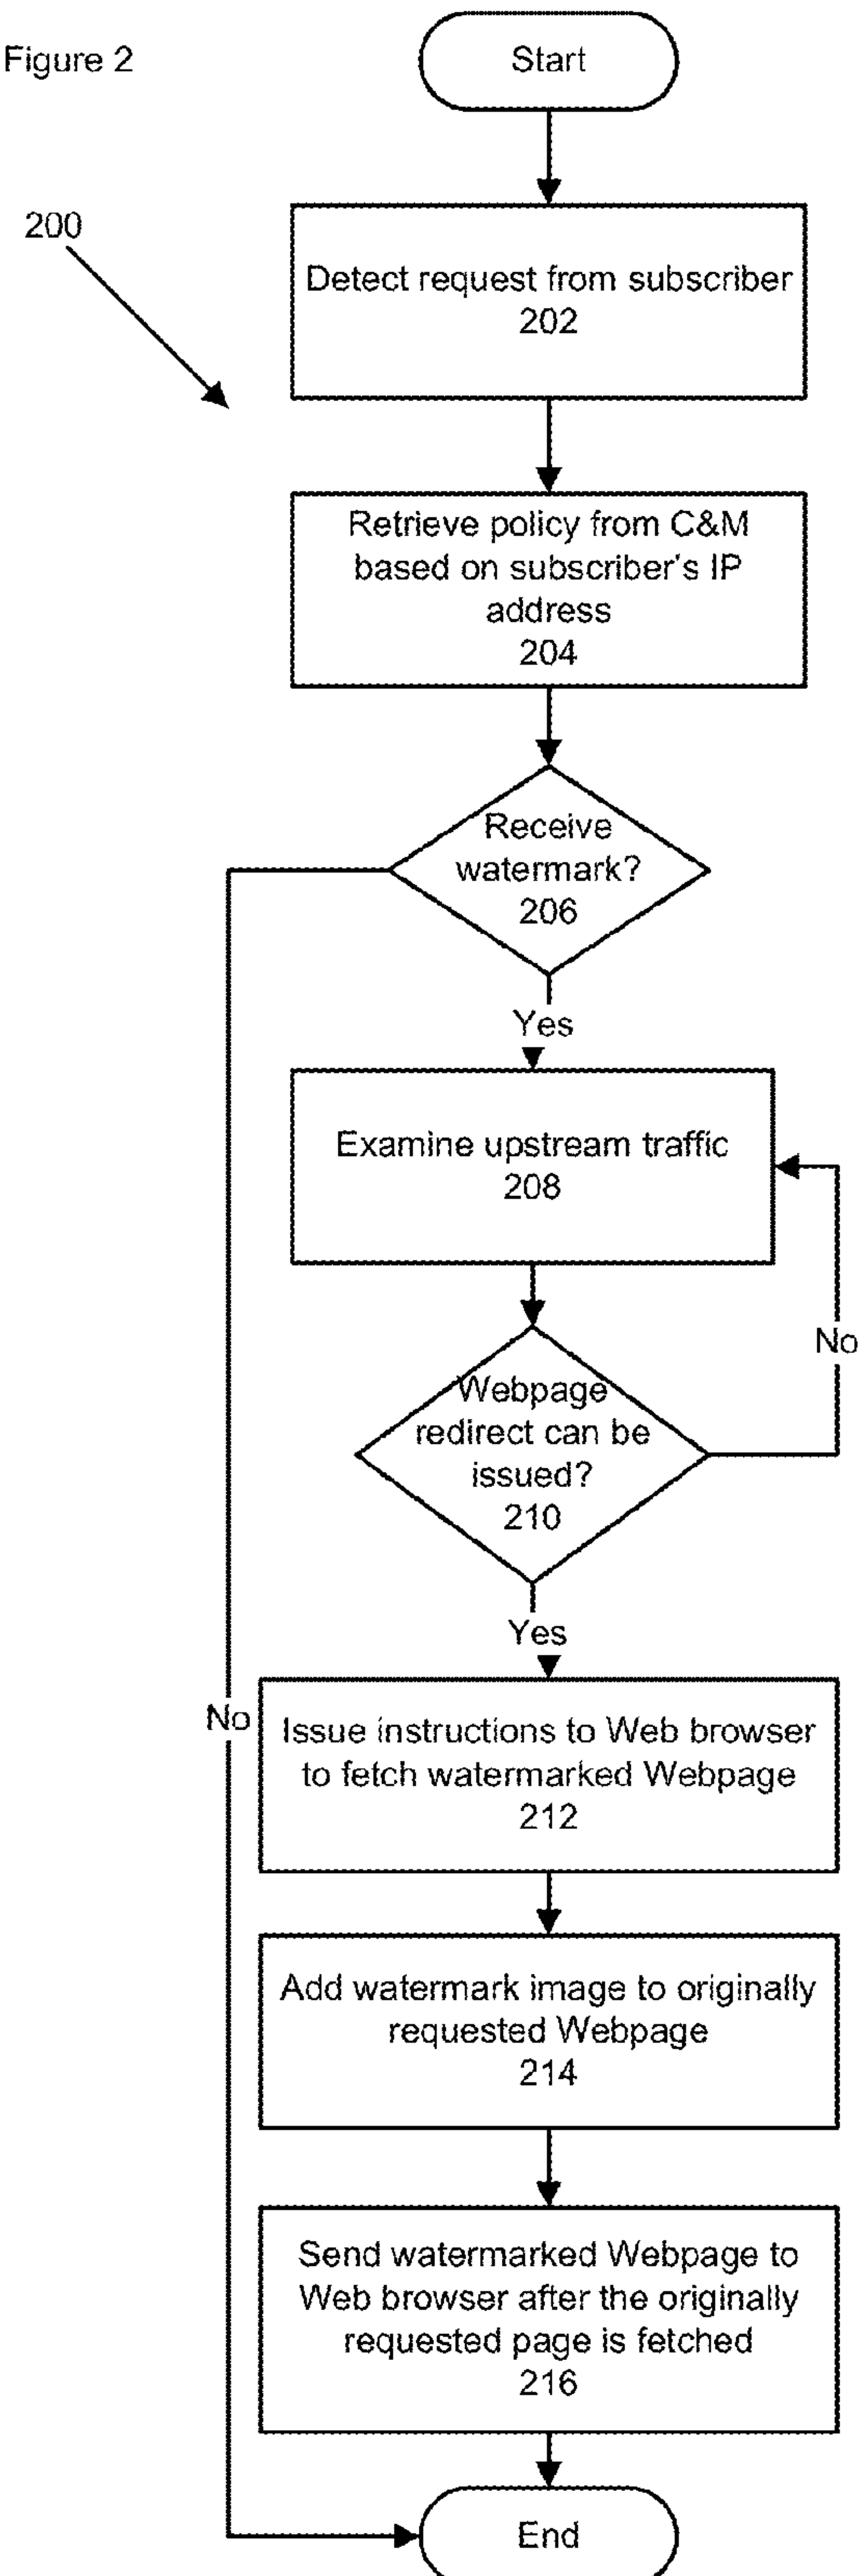 Figure 2
Start
200
Detect request from subscriber
202
Retrieve policy from C&M
based on subscriber's IP
address
204
Receive
watermark?
206
Yes
Examine upstream traffic
208
No
Webpage
redirect can be
issued?
210
Yes
No
Issue instructions to Web browser
to fetch watermarked Webpage
212
Add watermark image to originally
requested Webpage
214
Send watermarked Webpage to
Web browser after the originally
requested page is fetched
216
End